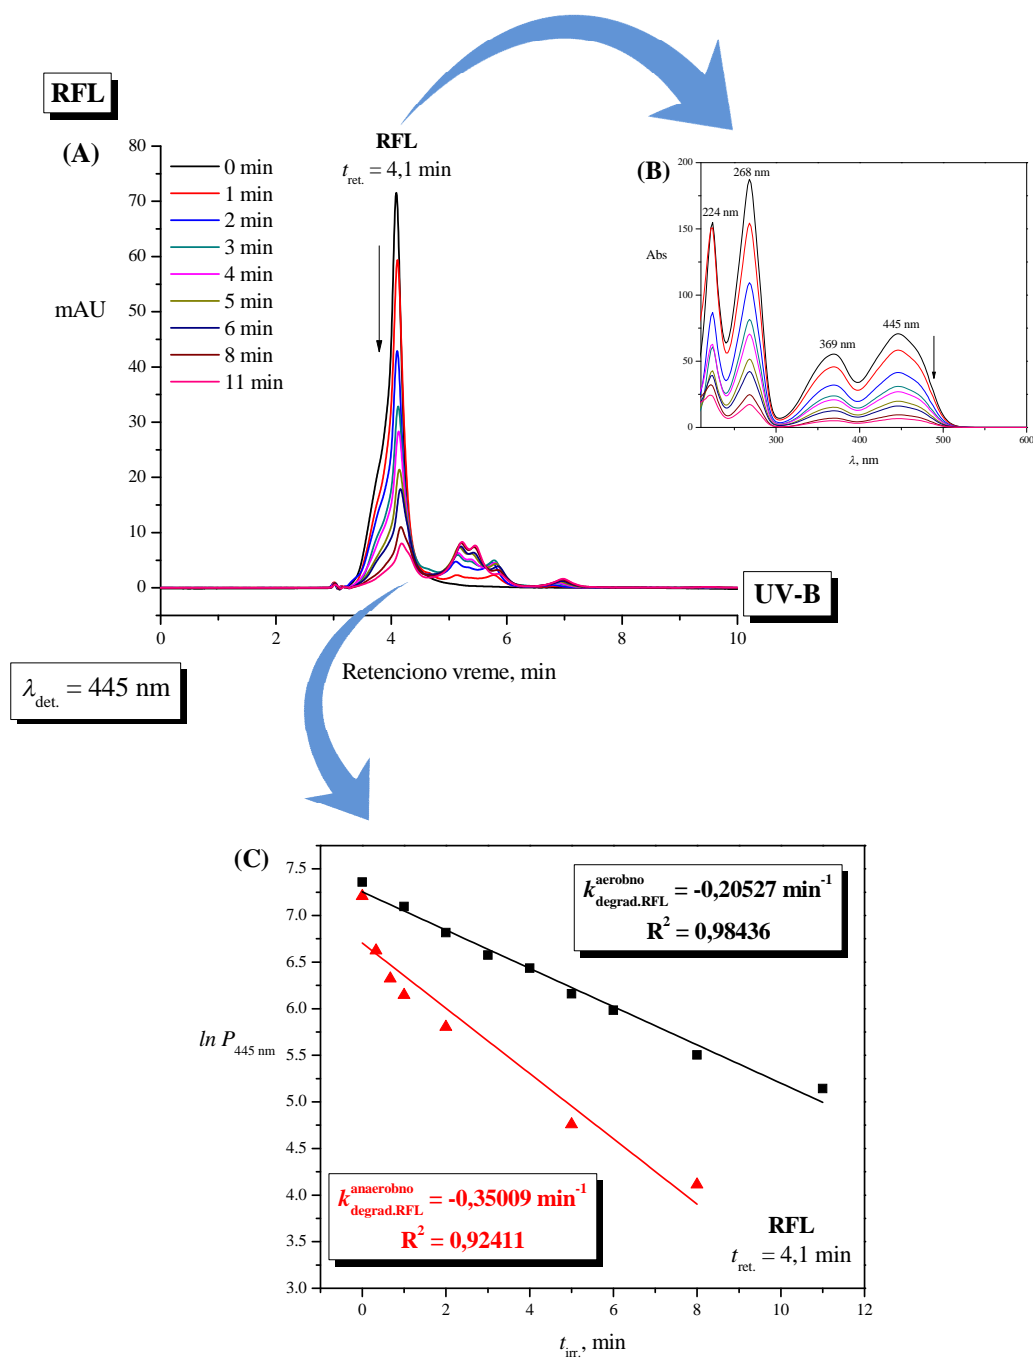 RFL
(A)
RFL
t ret. = 4,1 min
0 min
1 min
2 min
3 min
4 min
5 min
6 min
8 min
11 min
mAU
80
70
60
50
40
30
20
10
0
0 2 4 6 8 10
Retenciono vreme, min
UV-B
λdet. = 445 nm
(B)
268 nm
224 nm
369 nm
445 nm
Abs
200
150
100
50
0
300 400 500 600
λ, nm
(C)
k aerobno degrad.RFL = -0,20527 min-1
R2 = 0,98436
ln P 445 nm
7.5
7.0
6.5
6.0
5.5
5.0
4.5
4.0
3.5
3.0
k anaerobno degrad.RFL = -0,35009 min-1
R2 = 0,92411
RFL
t ret. = 4,1 min
0 2 4 6 8 10 12
t irr., min